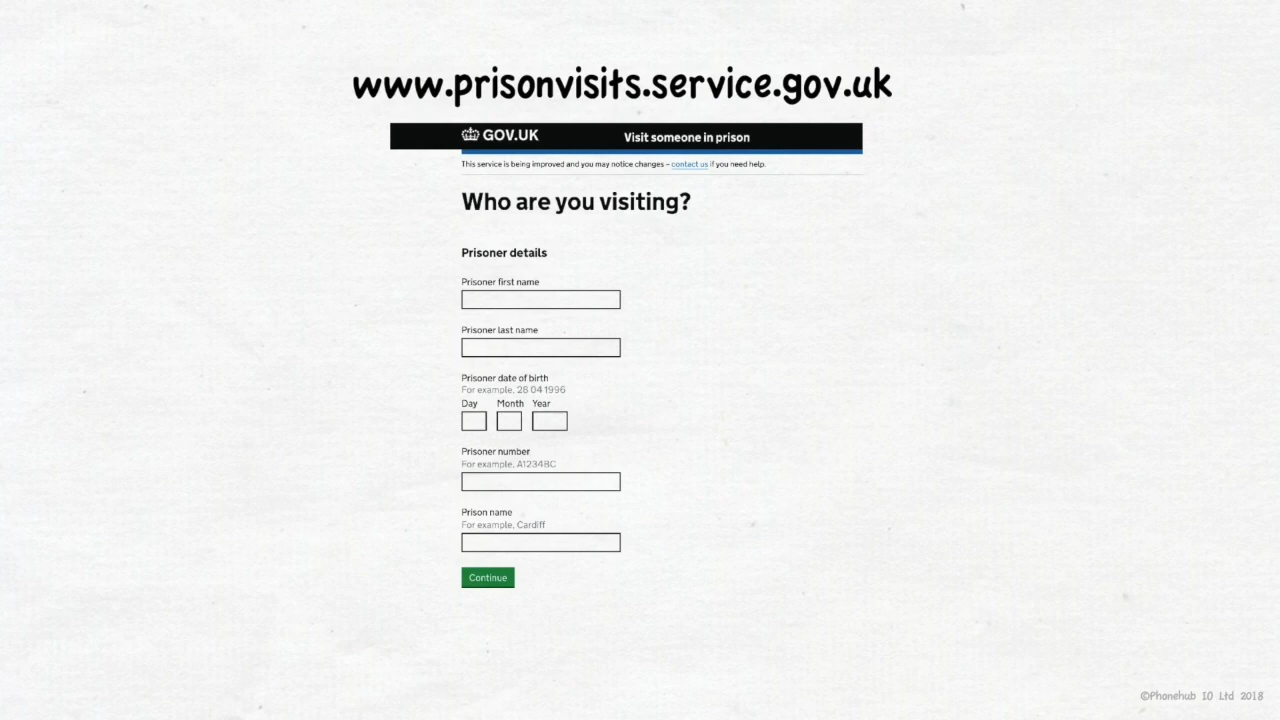 www.prisonvisits.service.gov.uk
GOV.UK Visit someone in prison
This service is being improved and you may notice changes – contact us if you need help.
Who are you visiting?
Prisoner details
Prisoner first name
Prisoner last name
Prisoner date of birth
For example, 28 04 1996
Day Month Year
Prisoner number
For example, A1234BC
Prison name
For example, Cardiff
Continue
©Phonehub IO Ltd 2018